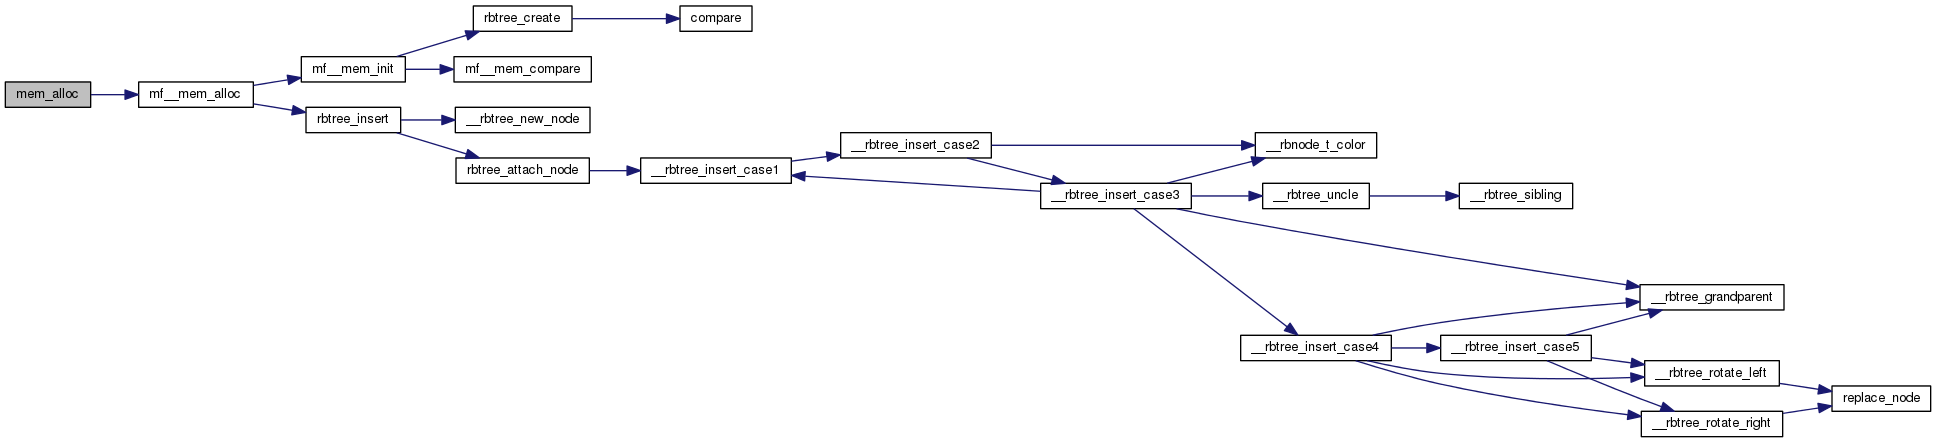 rbtree_create
compare
mf__mem_init
mf__mem_compare
mem_alloc
mf__mem_alloc
rbtree_insert
__rbtree_new_node
rbtree_attach_node
__rbtree_insert_case1
__rbtree_insert_case2
__rbnode_t_color
__rbtree_insert_case3
__rbtree_uncle
__rbtree_sibling
__rbtree_grandparent
__rbtree_insert_case4
__rbtree_insert_case5
__rbtree_rotate_left
replace_node
__rbtree_rotate_right